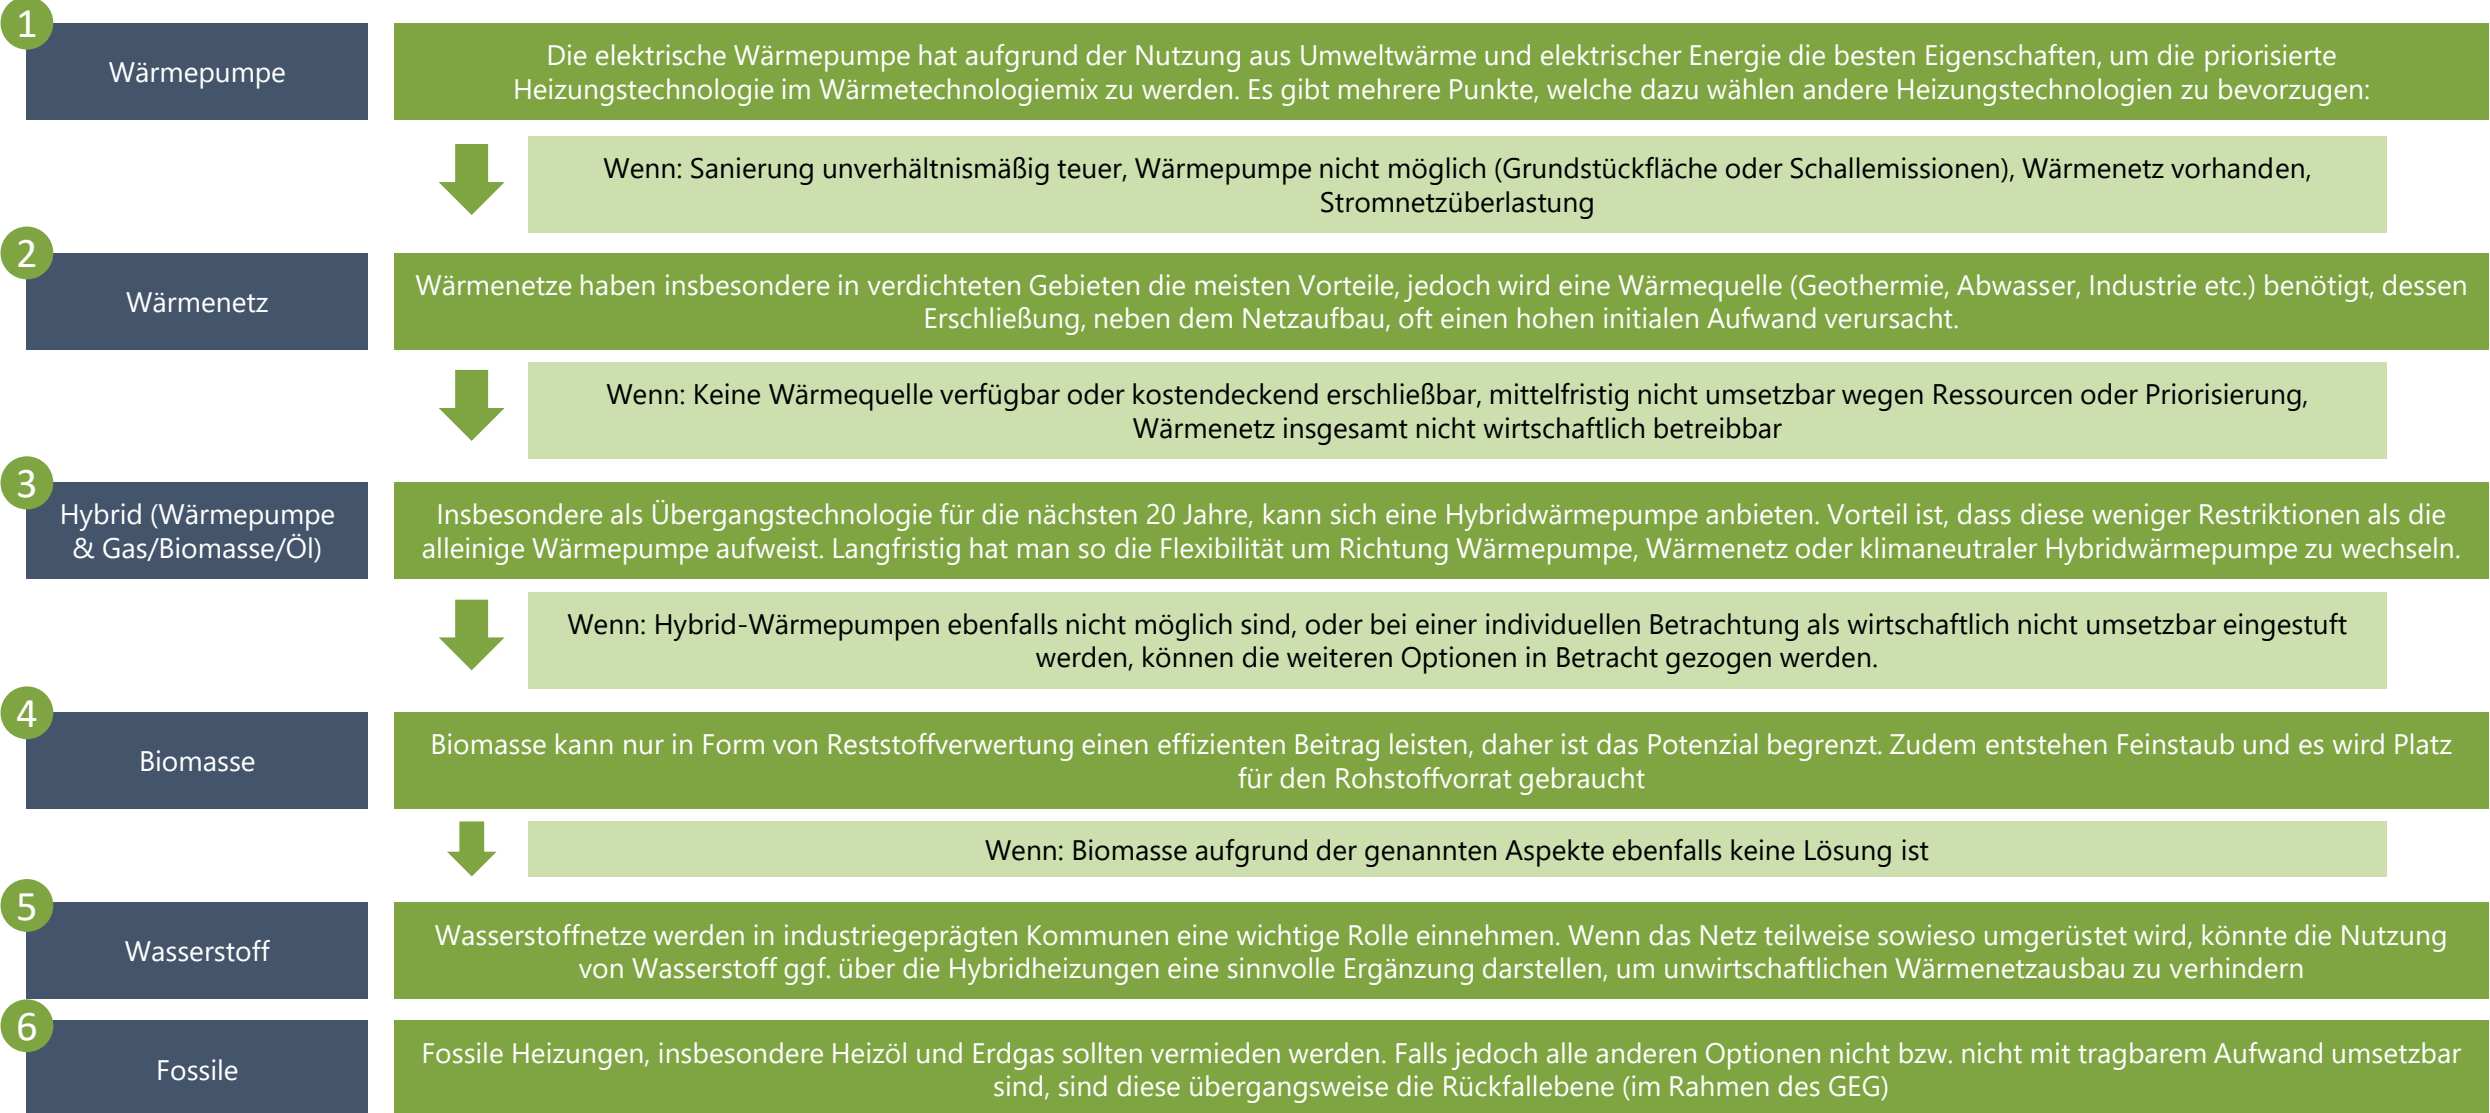 1
Wärmepumpe
Die elektrische Wärmepumpe hat aufgrund der Nutzung aus Umweltwärme und elektrischer Energie die besten Eigenschaften, um die priorisierte
Heizungstechnologie im Wärmetechnologiemix zu werden. Es gibt mehrere Punkte, welche dazu wählen andere Heizungstechnologien zu bevorzugen:
Wenn: Sanierung unverhältnismäßig teuer, Wärmepumpe nicht möglich (Grundstückfläche oder Schallemissionen), Wärmenetz vorhanden,
Stromnetzüberlastung
2
Wärmenetz
Wärmenetze haben insbesondere in verdichteten Gebieten die meisten Vorteile, jedoch wird eine Wärmequelle (Geothermie, Abwasser, Industrie etc.) benötigt, dessen
Erschließung, neben dem Netzaufbau, oft einen hohen initialen Aufwand verursacht.
Wenn: Keine Wärmequelle verfügbar oder kostendeckend erschließbar, mittelfristig nicht umsetzbar wegen Ressourcen oder Priorisierung,
Wärmenetz insgesamt nicht wirtschaftlich betreibbar
3
Hybrid (Wärmepumpe
& Gas/Biomasse/Öl)
Insbesondere als Übergangstechnologie für die nächsten 20 Jahre, kann sich eine Hybridwärmepumpe anbieten. Vorteil ist, dass diese weniger Restriktionen als die
alleinige Wärmepumpe aufweist. Langfristig hat man so die Flexibilität um Richtung Wärmepumpe, Wärmenetz oder klimaneutraler Hybridwärmepumpe zu wechseln.
Wenn: Hybrid-Wärmepumpen ebenfalls nicht möglich sind, oder bei einer individuellen Betrachtung als wirtschaftlich nicht umsetzbar eingestuft
werden, können die weiteren Optionen in Betracht gezogen werden.
4
Biomasse
Biomasse kann nur in Form von Reststoffverwertung einen effizienten Beitrag leisten, daher ist das Potenzial begrenzt. Zudem entstehen Feinstaub und es wird Platz
für den Rohstoffvorrat gebraucht
Wenn: Biomasse aufgrund der genannten Aspekte ebenfalls keine Lösung ist
5
Wasserstoff
Wasserstoffnetze werden in industriegeprägten Kommunen eine wichtige Rolle einnehmen. Wenn das Netz teilweise sowieso umgerüstet wird, könnte die Nutzung
von Wasserstoff ggf. über die Hybridheizungen eine sinnvolle Ergänzung darstellen, um unwirtschaftlichen Wärmenetzausbau zu verhindern
6
Fossile
Fossile Heizungen, insbesondere Heizöl und Erdgas sollten vermieden werden. Falls jedoch alle anderen Optionen nicht bzw. nicht mit tragbarem Aufwand umsetzbar
sind, sind diese übergangsweise die Rückfallebene (im Rahmen des GEG)